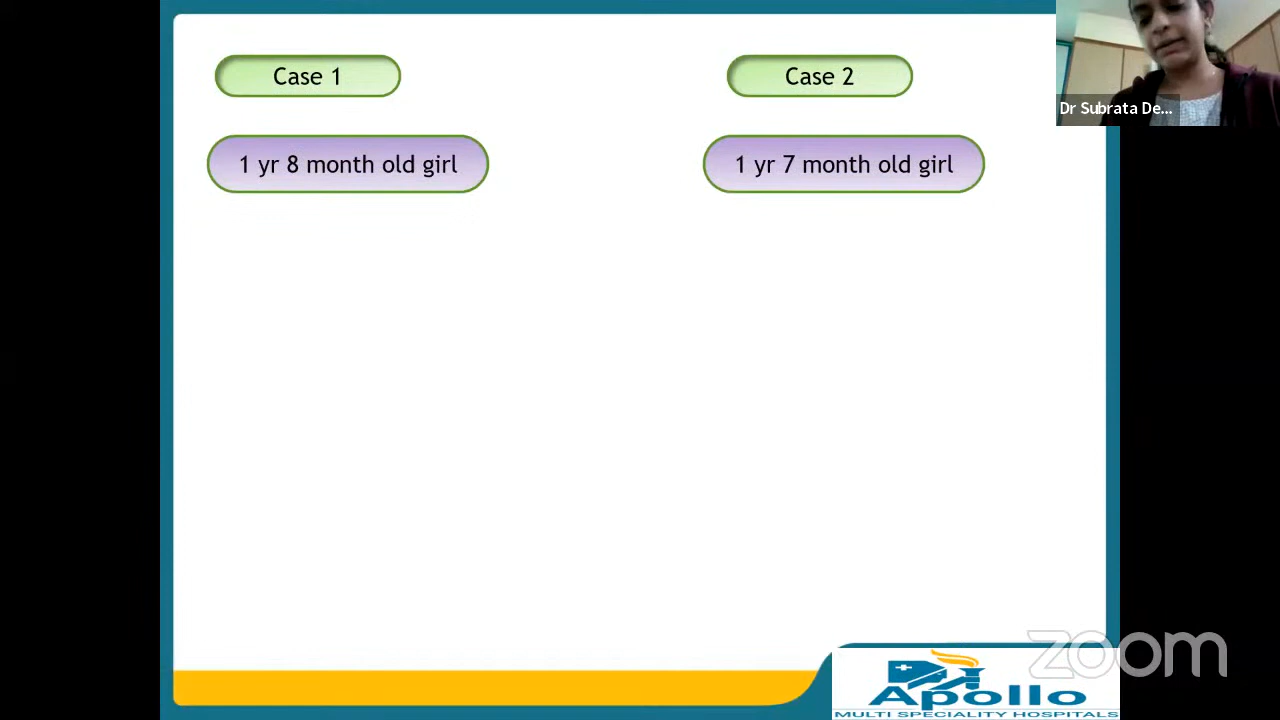 Case 1
Case 2
Dr Subrata De...
1 yr 8 month old girl
1 yr 7 month old girl
zoom
Apollo
MULTI SPECIALITY HOSPITALS